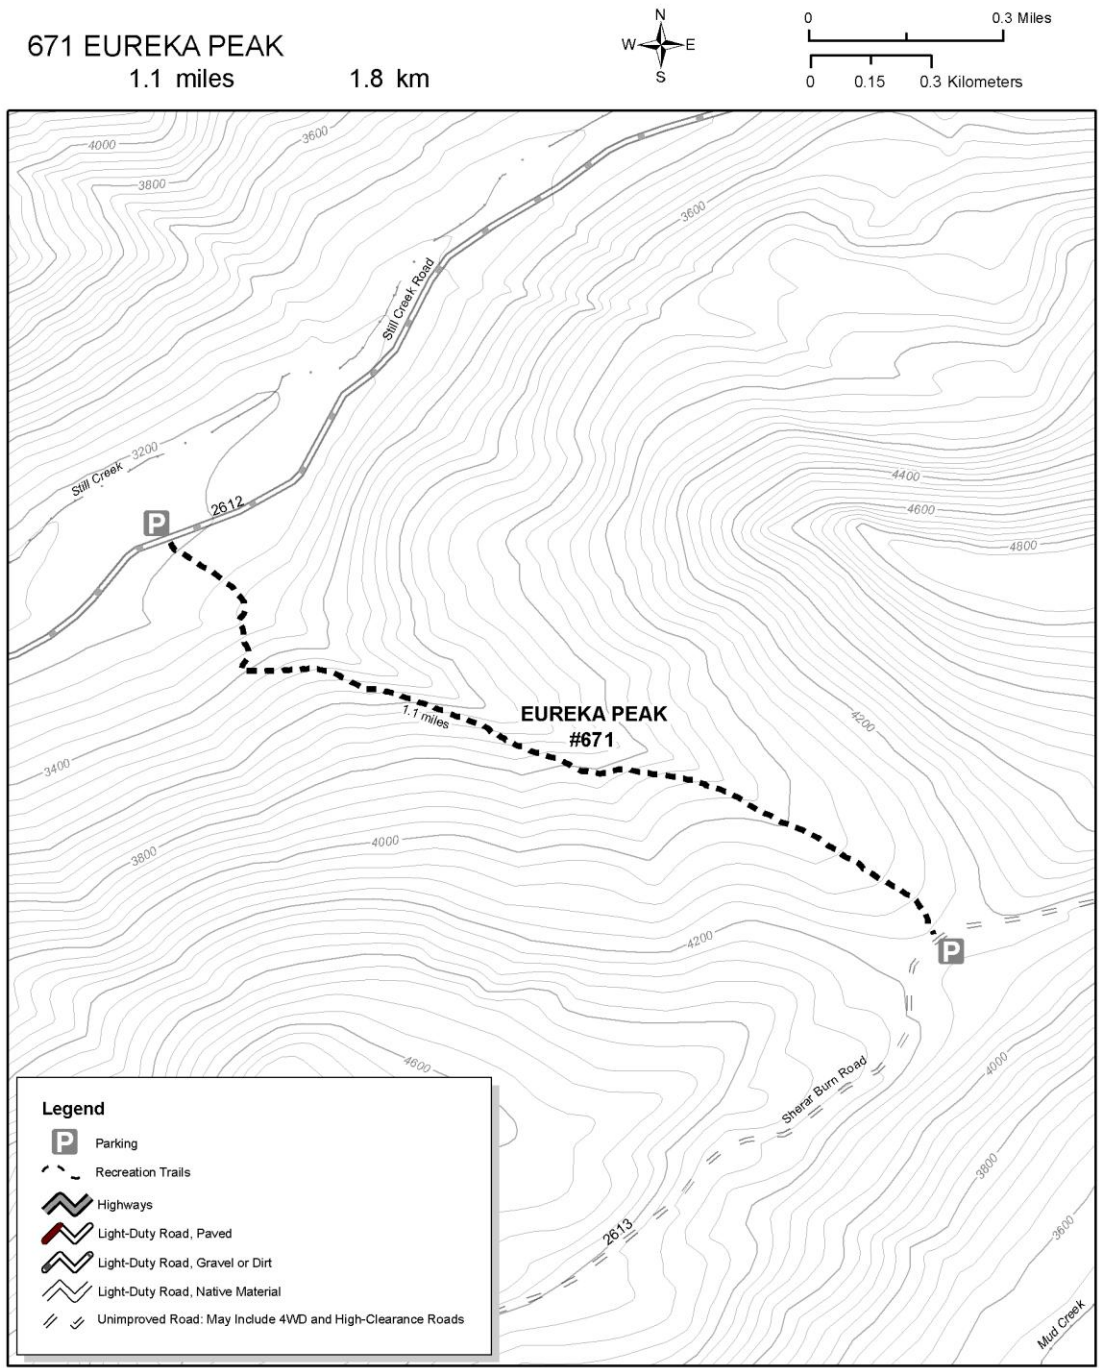 671 EUREKA PEAK
1.1 miles 1.8 km
N
W E
S
0 0.3 Miles
0 0.15 0.3 Kilometers
4000
3600
3800
3600
Still Creek Road
3200
Still Creek
2612
P
4400
4600
4800
1.1 miles
EUREKA PEAK
#671
4200
3400
3800
4000
4200
P
4600
Sherar Burn Road
4000
3800
3600
2613
Mud Creek
Legend
P Parking
Recreation Trails
Highways
Light-Duty Road, Paved
Light-Duty Road, Gravel or Dirt
Light-Duty Road, Native Material
Unimproved Road: May Include 4WD and High-Clearance Roads